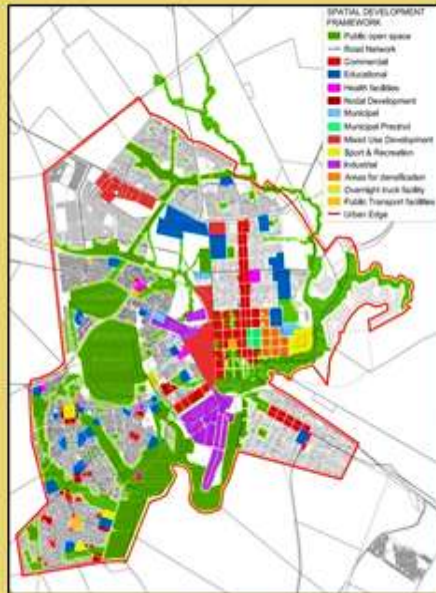 SPATIAL DEVELOPMENT
FRAMEWORK
Public open space
Road Network
Commercial
Educational
Health facilities
Nodal Development
Municipal
Municipal Precinct
Mixed Use Development
Sport & Recreation
Industrial
Areas for densification
Overnight truck facility
Public Transport facilities
Urban Edge